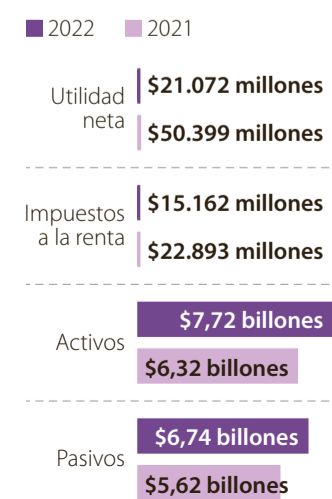 2022 2021
Utilidad
neta
$21.072 millones
$50.399 millones
Impuestos
a la renta
$15.162 millones
$22.893 millones
Activos
$7,72 billones
$6,32 billones
Pasivos
$6,74 billones
$5,62 billones